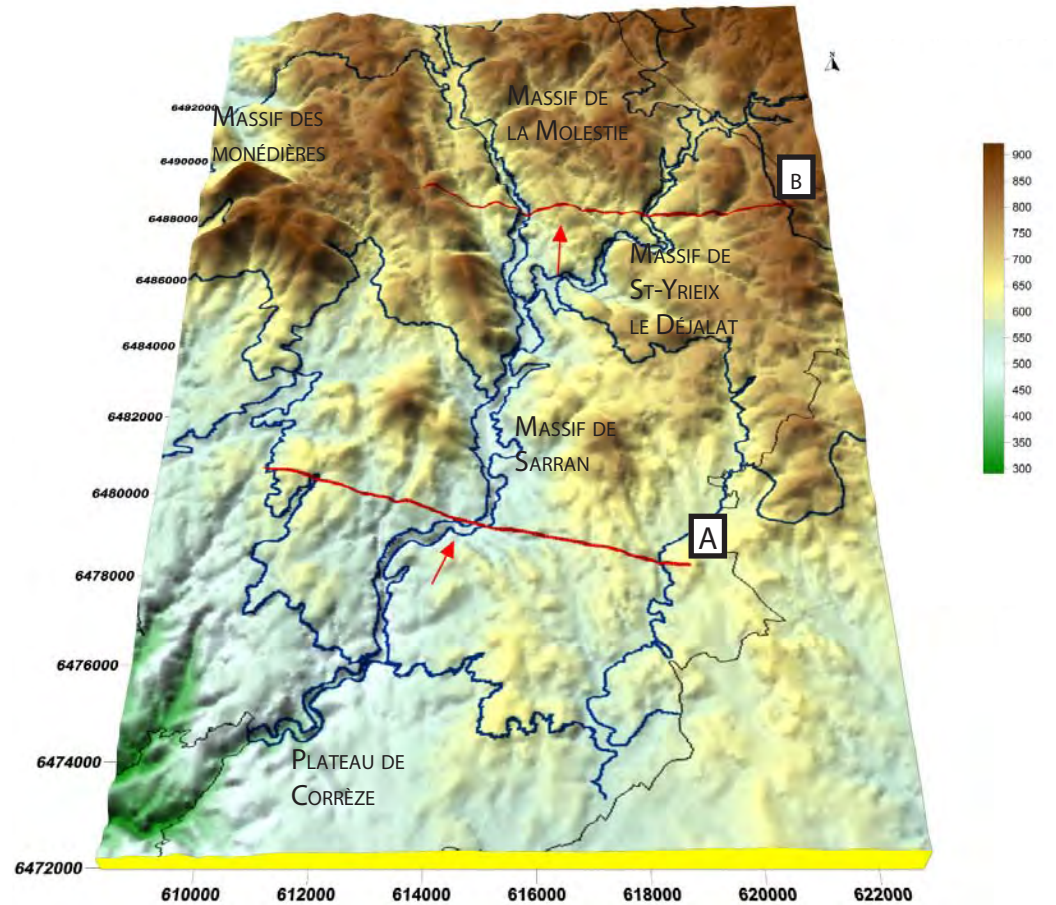 N
6492000
MASSIF DES
MONÉDIÈRES
MASSIF DE
LA MOLESTIE
6490000
B
6488000
MASSIF DE
ST-YRIEIX
LE DÉJALAT
6486000
6484000
6482000
MASSIF DE
SARRAN
6480000
A
6478000
6476000
6474000
PLATEAU DE
CORRÈZE
6472000
610000
612000
614000
616000
618000
620000
622000
900
850
800
750
700
650
600
550
500
450
400
350
300